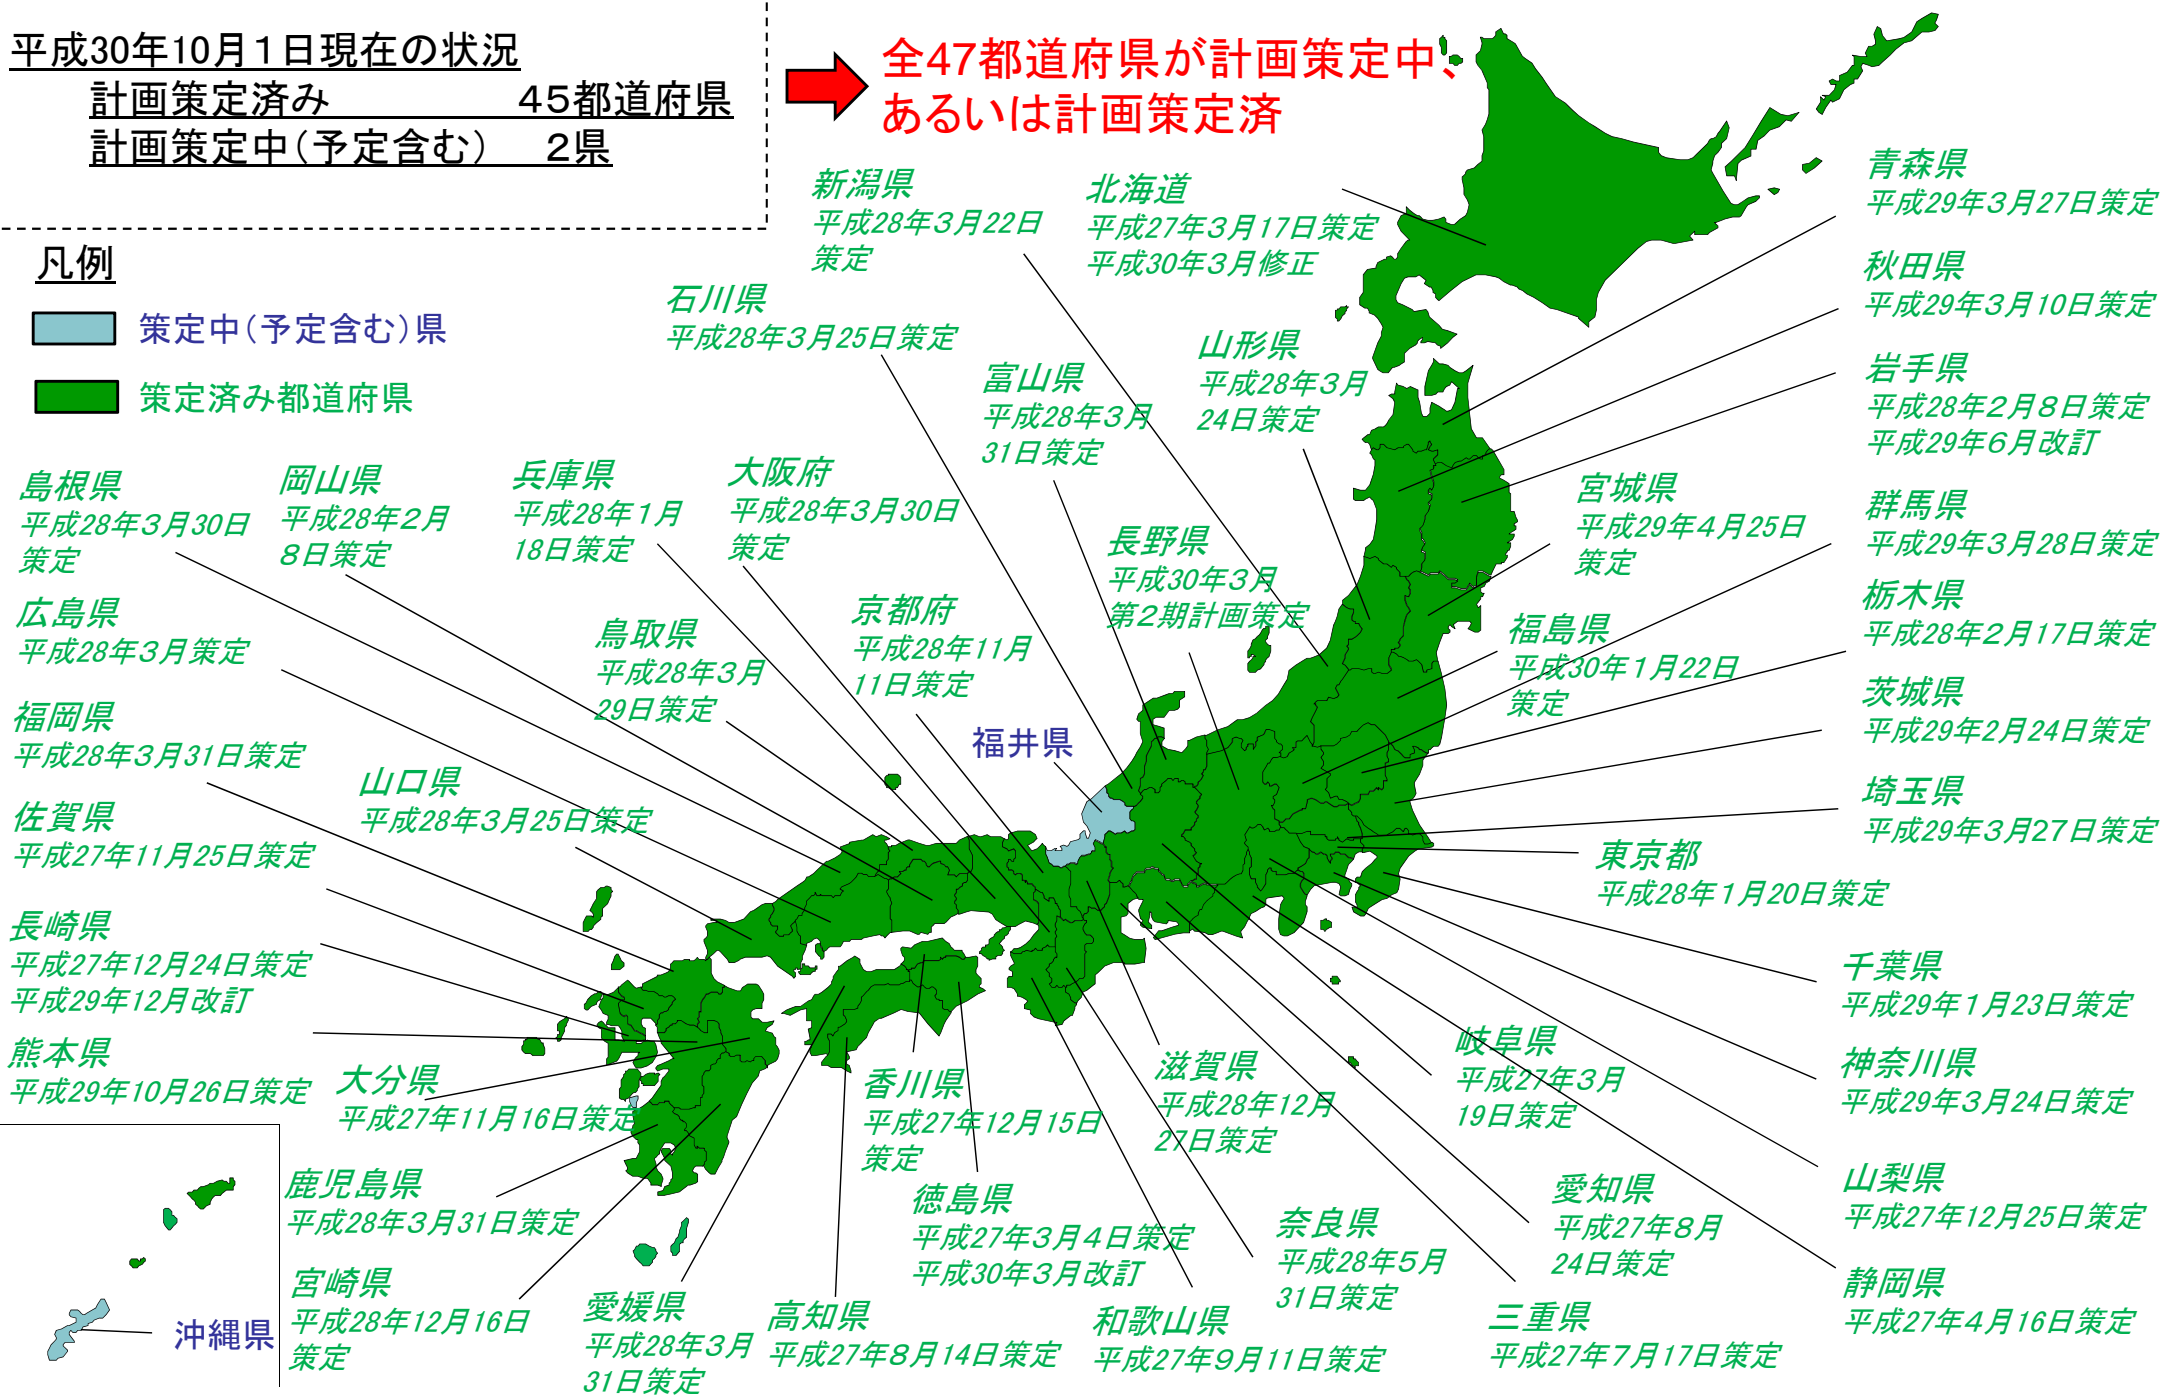 平成30年10月1日現在の状況
計画策定済み 45都道府県
計画策定中(予定含む) 2県
全47都道府県が計画策定中、
あるいは計画策定済
凡例
策定中(予定含む)県
策定済み都道府県
新潟県
平成28年3月22日
策定
北海道
平成27年3月17日策定
平成30年3月修正
青森県
平成29年3月27日策定
秋田県
平成29年3月10日策定
石川県
平成28年3月25日策定
山形県
平成28年3月
24日策定
富山県
平成28年3月
31日策定
岩手県
平成28年2月8日策定
平成29年6月改訂
島根県
平成28年3月30日
策定
岡山県
平成28年2月
8日策定
兵庫県
平成28年1月
18日策定
大阪府
平成28年3月30日
策定
長野県
平成30年3月
第2期計画策定
宮城県
平成29年4月25日
策定
群馬県
平成29年3月28日策定
広島県
平成28年3月策定
鳥取県
平成28年3月
29日策定
京都府
平成28年11月
11日策定
福島県
平成30年1月22日
策定
栃木県
平成28年2月17日策定
福岡県
平成28年3月31日策定
福井県
茨城県
平成29年2月24日策定
山口県
平成28年3月25日策定
佐賀県
平成27年11月25日策定
埼玉県
平成29年3月27日策定
東京都
平成28年1月20日策定
長崎県
平成27年12月24日策定
平成29年12月改訂
千葉県
平成29年1月23日策定
熊本県
平成29年10月26日策定
大分県
平成27年11月16日策定
香川県
平成27年12月15日
策定
滋賀県
平成28年12月
27日策定
岐阜県
平成27年3月
19日策定
神奈川県
平成29年3月24日策定
鹿児島県
平成28年3月31日策定
徳島県
平成27年3月4日策定
平成30年3月改訂
奈良県
平成28年5月
31日策定
愛知県
平成27年8月
24日策定
山梨県
平成27年12月25日策定
沖縄県
宮崎県
平成28年12月16日
策定
愛媛県
平成28年3月
31日策定
高知県
平成27年8月14日策定
和歌山県
平成27年9月11日策定
三重県
平成27年7月17日策定
静岡県
平成27年4月16日策定